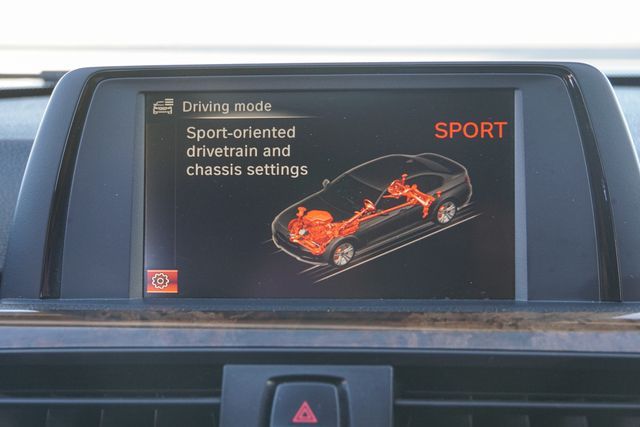 Driving mode
Sport-oriented
drivetrain and
chassis settings
SPORT